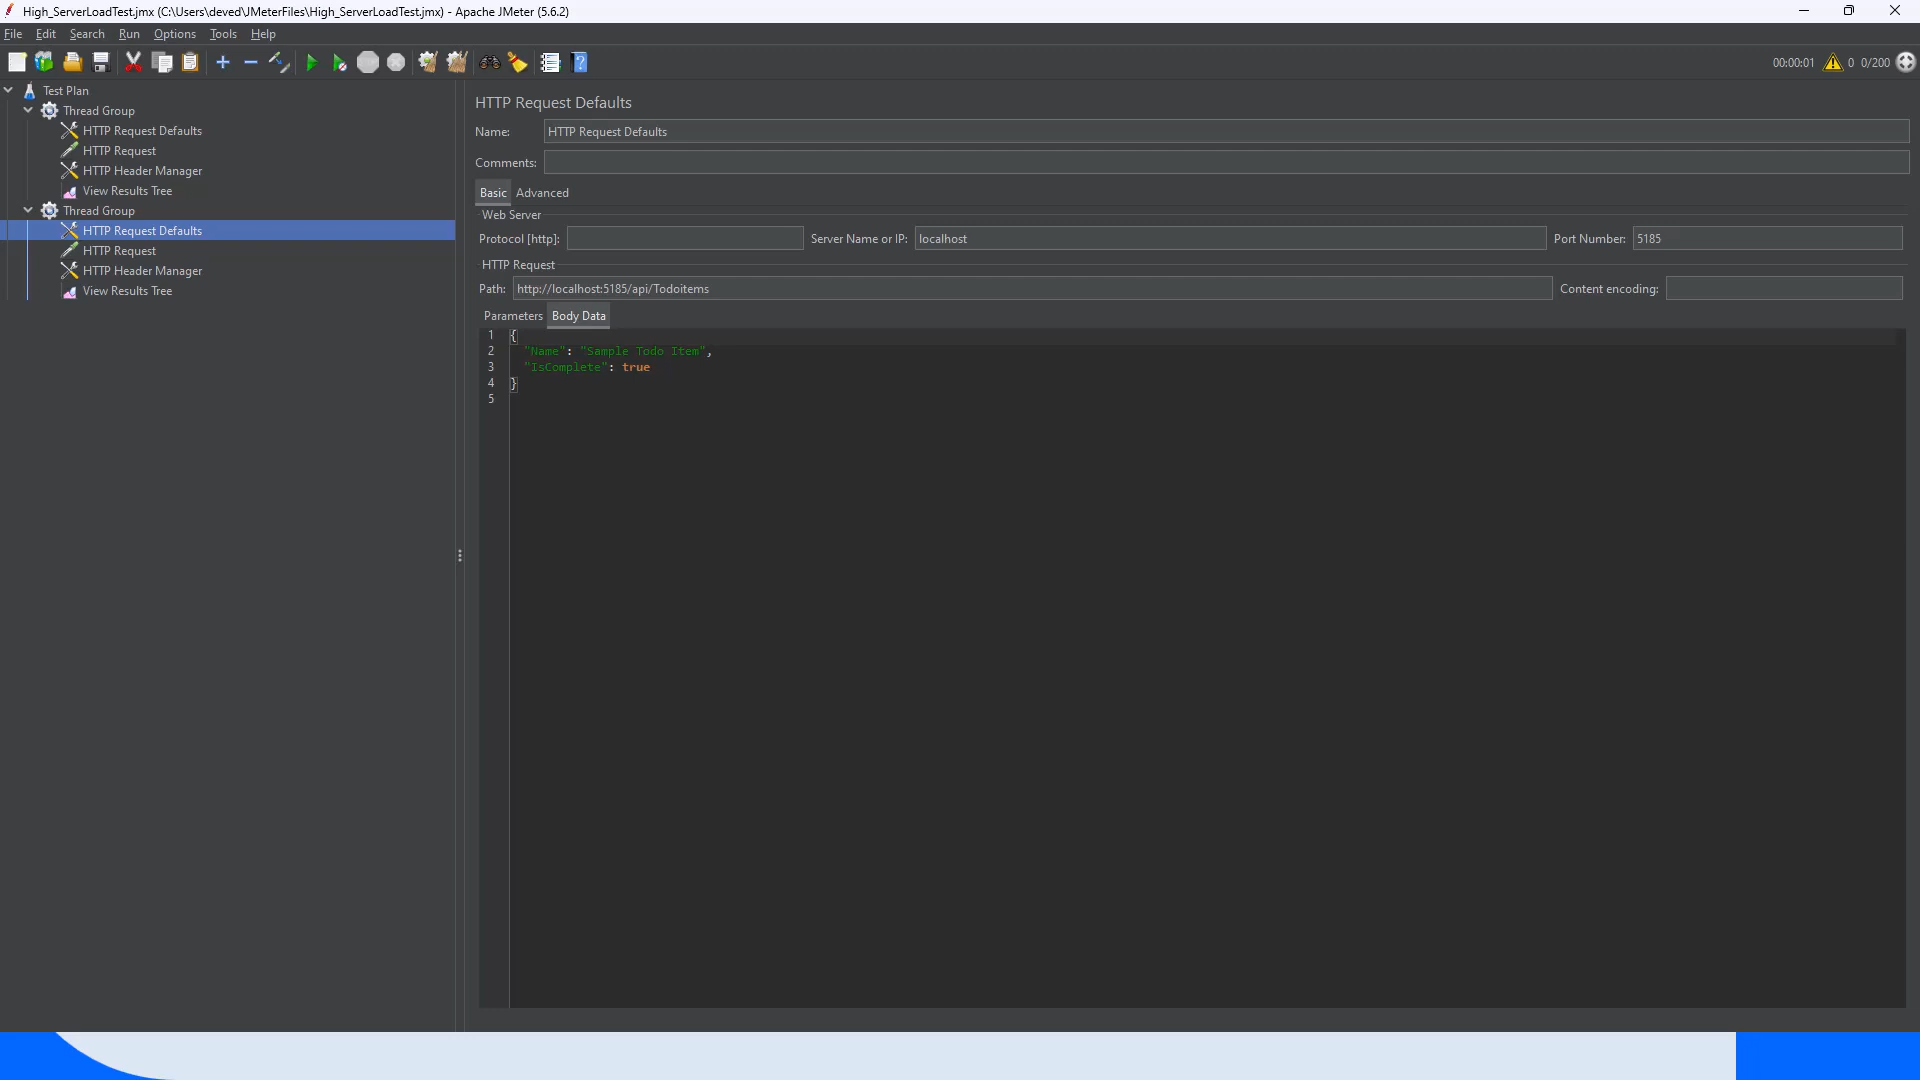 High_ServerLoadTest.jmx (C:\Users\deved\JMeterFiles\High_ServerLoadTest.jmx) - Apache JMeter (5.6.2)
File Edit Search Run Options Tools Help
00:00:01 0 0/200
Test Plan
Thread Group
HTTP Request Defaults
HTTP Request
HTTP Header Manager
View Results Tree
Thread Group
HTTP Request Defaults
HTTP Request
HTTP Header Manager
View Results Tree
HTTP Request Defaults
Name: HTTP Request Defaults
Comments:
Basic Advanced
Web Server
Protocol [http]: Server Name or IP: localhost Port Number: 5185
HTTP Request
Path: http://localhost:5185/api/Todoitems Content encoding:
Parameters Body Data
1 {
2 "Name": "Sample Todo Item",
3 "IsComplete": true
4 }
5